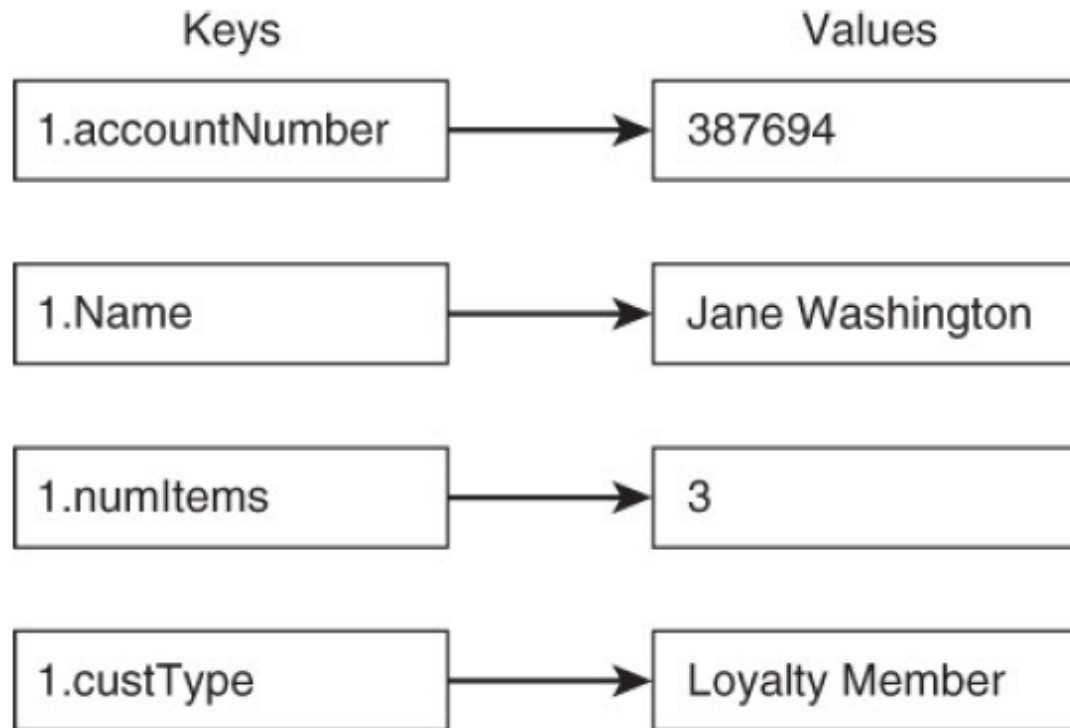 Keys Values
1.accountNumber 387694
1.Name Jane Washington
1.numItems 3
1.custType Loyalty Member